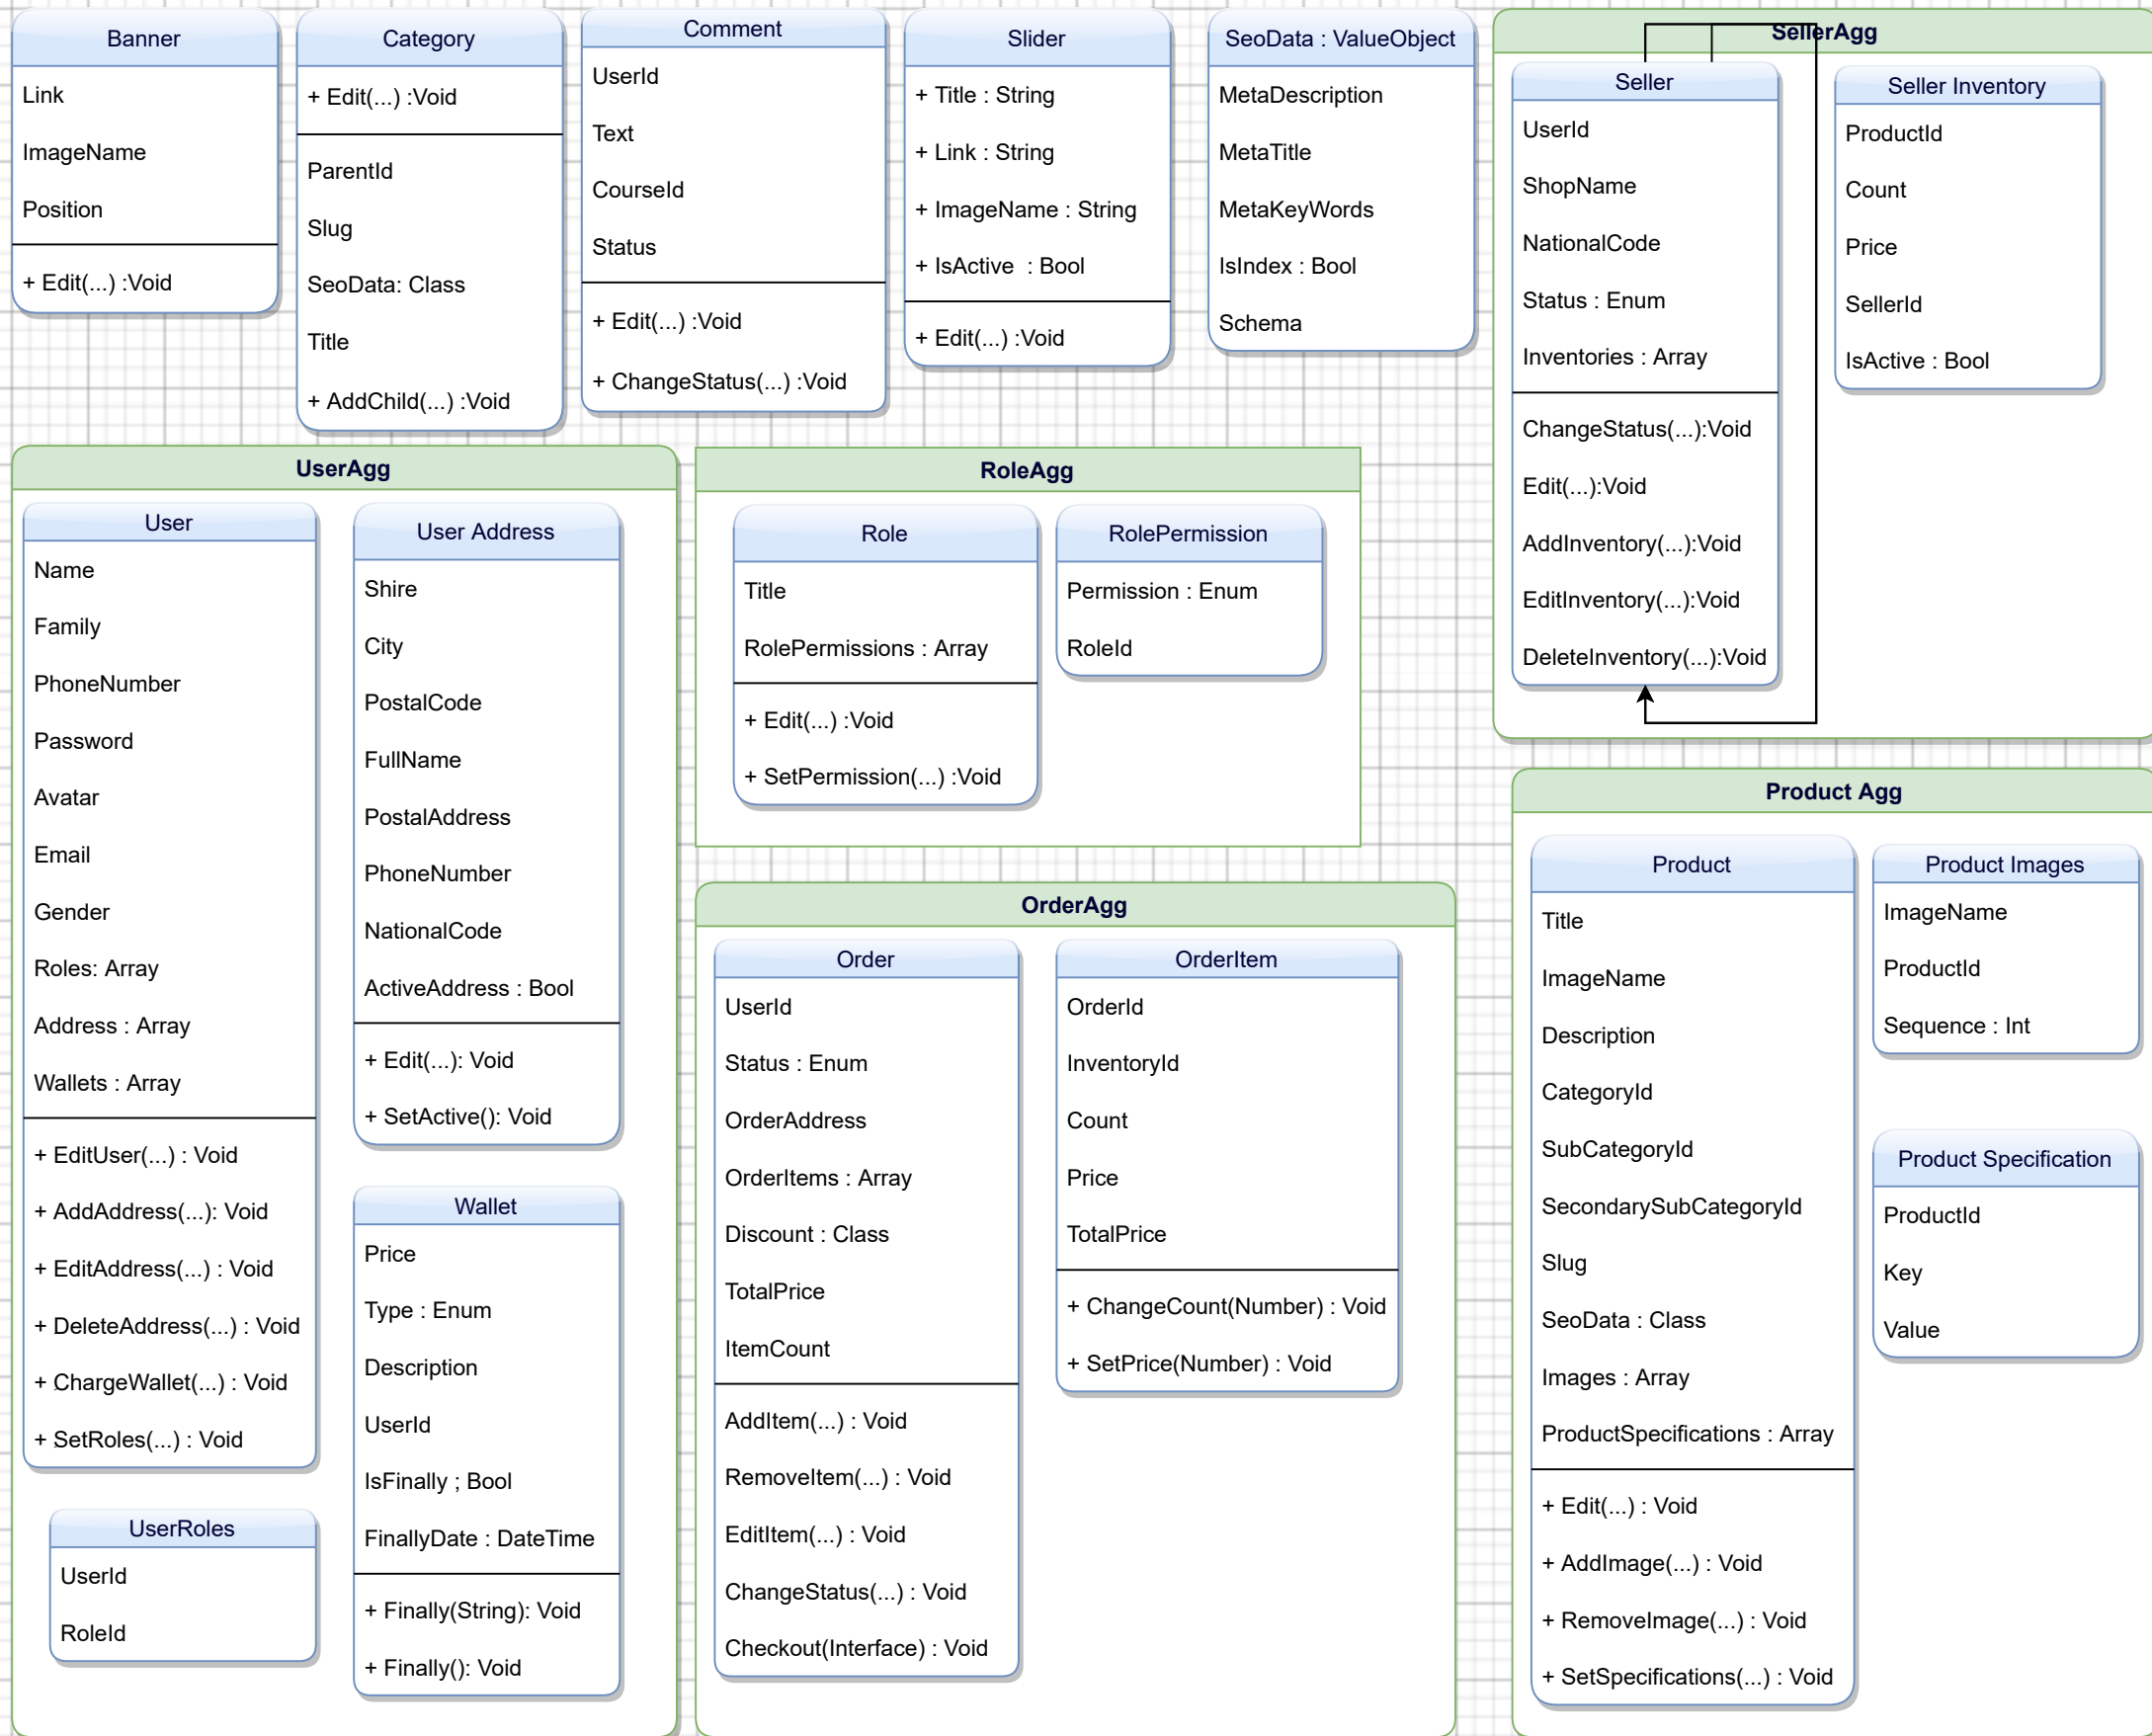 Banner
Link
ImageName
Position
+ Edit(...) :Void
Category
+ Edit(...) :Void
ParentId
Slug
SeoData: Class
Title
+ AddChild(...) :Void
Comment
UserId
Text
CourseId
Status
+ Edit(...) :Void
+ ChangeStatus(...) :Void
Slider
+ Title : String
+ Link : String
+ ImageName : String
+ IsActive  : Bool
+ Edit(...) :Void
SeoData : ValueObject
MetaDescription
MetaTitle
MetaKeyWords
IsIndex : Bool
Schema
SellerAgg
Seller
UserId
ShopName
NationalCode
Status : Enum
Inventories : Array
ChangeStatus(...):Void
Edit(...):Void
AddInventory(...):Void
EditInventory(...):Void
DeleteInventory(...):Void
Seller Inventory
ProductId
Count
Price
SellerId
IsActive : Bool
UserAgg
User
Name
Family
PhoneNumber
Password
Avatar
Email
Gender
Roles: Array
Address : Array
Wallets : Array
+ EditUser(...) : Void
+ AddAddress(...): Void
+ EditAddress(...) : Void
+ DeleteAddress(...) : Void
+ ChargeWallet(...) : Void
+ SetRoles(...) : Void
User Address
Shire
City
PostalCode
FullName
PostalAddress
PhoneNumber
NationalCode
ActiveAddress : Bool
+ Edit(...): Void
+ SetActive(): Void
Wallet
Price
Type : Enum
Description
UserId
IsFinally ; Bool
FinallyDate : DateTime
+ Finally(String): Void
+ Finally(): Void
UserRoles
UserId
RoleId
RoleAgg
Role
Title
RolePermissions : Array
+ Edit(...) :Void
+ SetPermission(...) :Void
RolePermission
Permission : Enum
RoleId
OrderAgg
Order
UserId
Status : Enum
OrderAddress
OrderItems : Array
Discount : Class
TotalPrice
ItemCount
AddItem(...) : Void
RemoveItem(...) : Void
EditItem(...) : Void
ChangeStatus(...) : Void
Checkout(Interface) : Void
OrderItem
OrderId
InventoryId
Count
Price
TotalPrice
+ ChangeCount(Number) : Void
+ SetPrice(Number) : Void
Product Agg
Product
Title
ImageName
Description
CategoryId
SubCategoryId
SecondarySubCategoryId
Slug
SeoData : Class
Images : Array
ProductSpecifications : Array
+ Edit(...) : Void
+ AddImage(...) : Void
+ RemoveImage(...) : Void
+ SetSpecifications(...) : Void
Product Images
ImageName
ProductId
Sequence : Int
Product Specification
ProductId
Key
Value